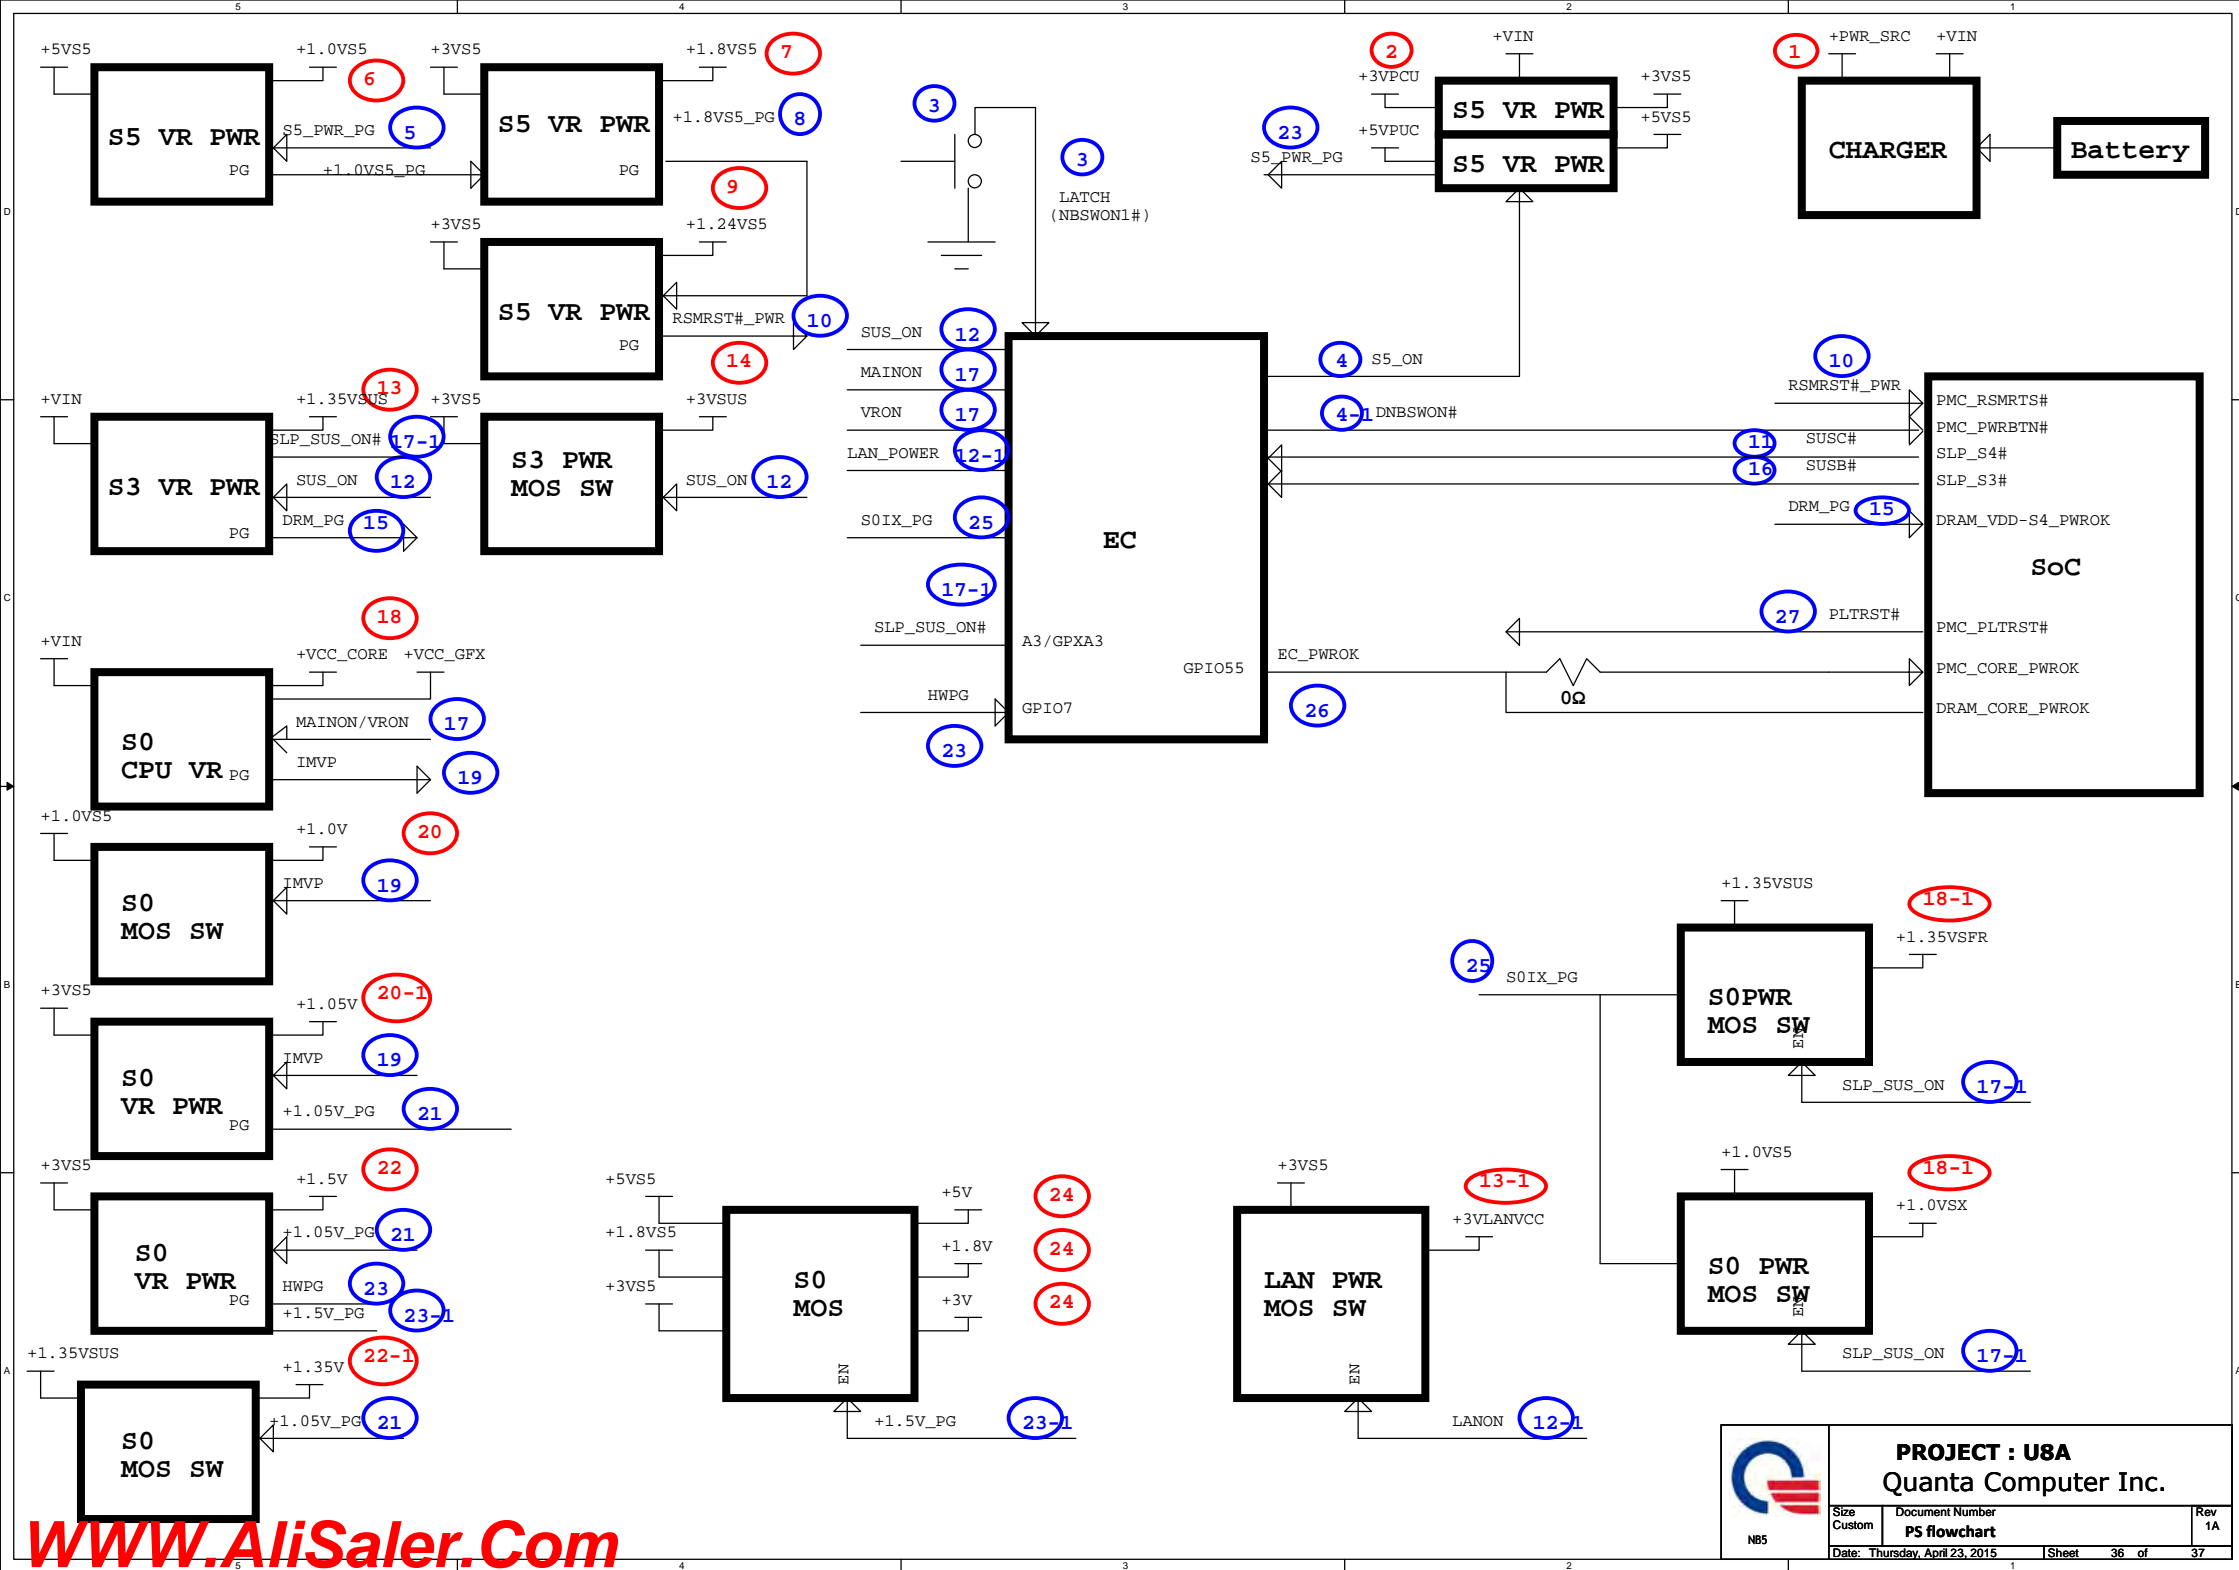 5 4 3 2 1
+5VS5
+1.0VS5
6
S5 VR PWR
S5_PWR_PG
5
PG
+1.0VS5_PG
+3VS5
+1.8VS5
7
S5 VR PWR
+1.8VS5_PG
8
PG
9
+3VS5
+1.24VS5
S5 VR PWR
RSMRST#_PWR
10
PG
14
3
3
LATCH
(NBSWON1#)
2
+VIN
+3VPCU
+3VS5
S5 VR PWR
+5VPUC
+5VS5
S5 VR PWR
23
S5_PWR_PG
1
+PWR_SRC
+VIN
CHARGER
Battery
D
D
+VIN
+1.35VSUS
13
SLP_SUS_ON#
17-1
S3 VR PWR
SUS_ON
12
DRM_PG
15
PG
+3VS5
+3VSUS
S3 PWR
MOS SW
SUS_ON
12
SUS_ON
12
MAINON
17
VRON
17
LAN_POWER
12-1
S0IX_PG
25
17-1
SLP_SUS_ON#
A3/GPXA3
HWPG
GPIO7
23
EC
4
S5_ON
4-1
DNBSWON#
GPIO55
EC_PWROK
26
0Ω
10
RSMRST#_PWR
PMC_RSMRTS#
PMC_PWRBTN#
11
SUSC#
SLP_S4#
16
SUSB#
SLP_S3#
DRM_PG
15
DRAM_VDD-S4_PWROK
SoC
27
PLTRST#
PMC_PLTRST#
PMC_CORE_PWROK
DRAM_CORE_PWROK
C
+VIN
18
+VCC_CORE
+VCC_GFX
MAINON/VRON
17
S0
CPU VR
PG
IMVP
19
+1.0VS5
+1.0V
20
IMVP
19
S0
MOS SW
B
+3VS5
+1.05V
20-1
IMVP
19
S0
VR PWR
PG
+1.05V_PG
21
+3VS5
+1.5V
22
+1.05V_PG
21
S0
VR PWR
PG
HWPG
23
+1.5V_PG
23-1
A
+1.35VSUS
+1.35V
22-1
+1.05V_PG
21
S0
MOS SW
+5VS5
+5V
24
+1.8VS5
+1.8V
24
+3VS5
+3V
24
S0
MOS
EN
+1.5V_PG
23-1
+3VS5
13-1
+3VLANVCC
LAN PWR
MOS SW
EN
LANON
12-1
25
S0IX_PG
+1.35VSUS
18-1
+1.35VSFR
S0PWR
MOS SW
EN
SLP_SUS_ON
17-1
+1.0VS5
18-1
+1.0VSX
S0 PWR
MOS SW
EN
SLP_SUS_ON
17-1
NB5
PROJECT : U8A
Quanta Computer Inc.
Size
Custom
Document Number
PS flowchart
Rev
1A
Date: Thursday, April 23, 2015
Sheet 36 of 37
WWW.AliSaler.Com
5 4 3 2 1